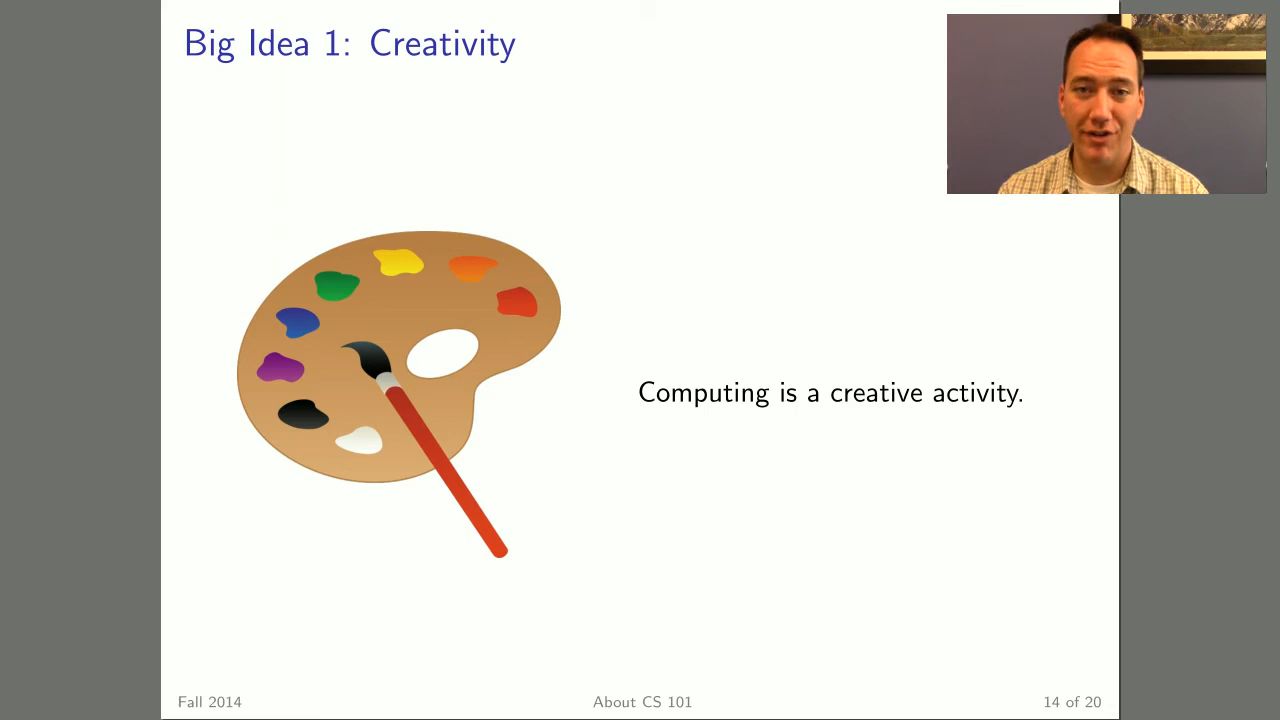 Big Idea 1: Creativity
Computing is a creative activity.
Fall 2014
About CS 101
14 of 20